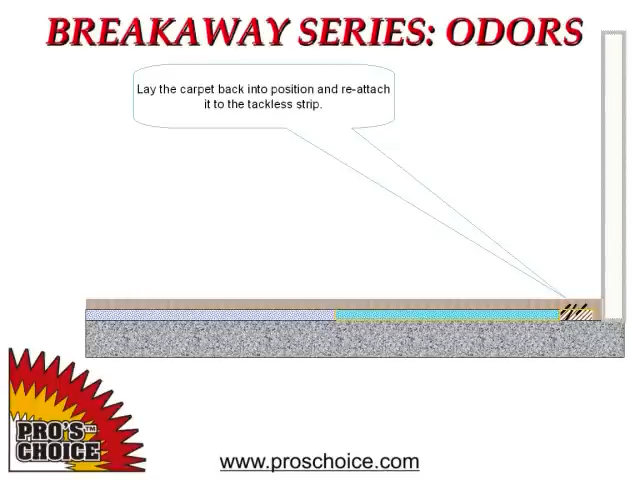 BREAKAWAY SERIES: ODORS
Lay the carpet back into position and re-attach
it to the tackless strip.
PRO'S™
CHOICE
www.proschoice.com